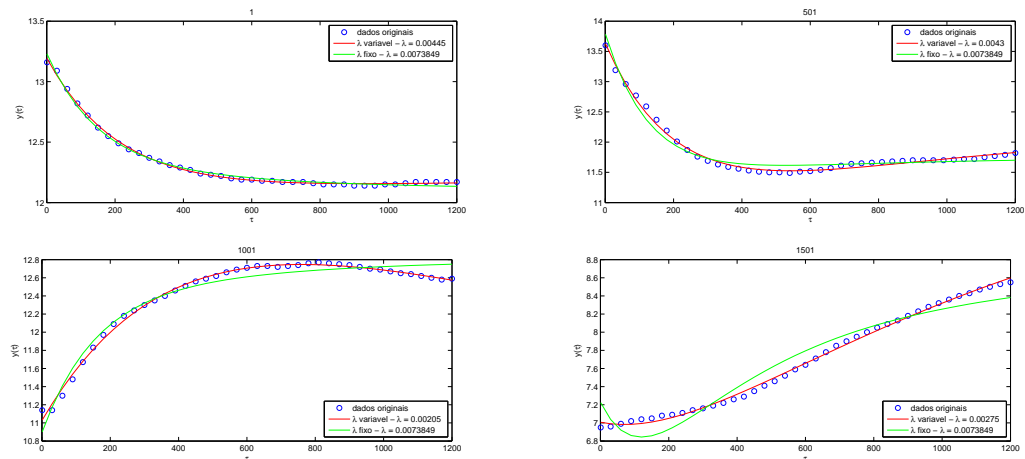 1
13.5
13
12.5
12
y(τ)
0 200 400 600 800 1000 1200
τ
dados originais
λ variavel – λ = 0.00445
λ fixo – λ = 0.0073849
501
14
13.5
13
12.5
12
11.5
11
y(τ)
0 200 400 600 800 1000 1200
τ
dados originais
λ variavel – λ = 0.0043
λ fixo – λ = 0.0073849
1001
12.8
12.6
12.4
12.2
12
11.8
11.6
11.4
11.2
11
10.8
y(τ)
0 200 400 600 800 1000 1200
dados originais
λ variavel – λ = 0.00205
λ fixo – λ = 0.0073849
1501
8.8
8.6
8.4
8.2
8
7.8
7.6
7.4
7.2
7
6.8
y(τ)
0 200 400 600 800 1000 1200
dados originais
λ variavel – λ = 0.00275
λ fixo – λ = 0.0073849